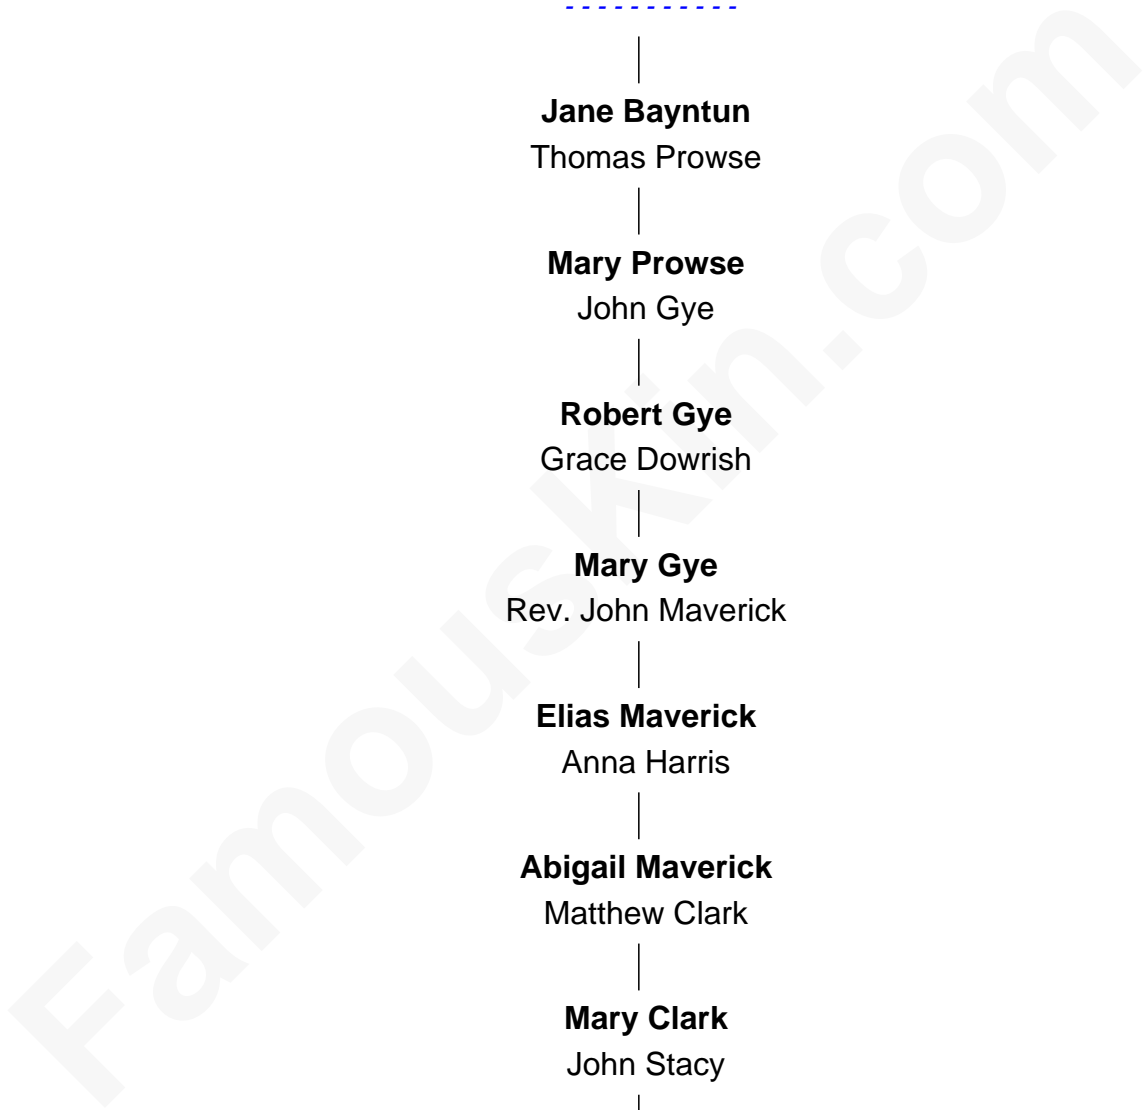 - - - - - - - - - - -
Jane Bayntun
Thomas Prowse
Mary Prowse
John Gye
Robert Gye
Grace Dowrish
Mary Gye
Rev. John Maverick
Elias Maverick
Anna Harris
Abigail Maverick
Matthew Clark
Mary Clark
John Stacy
FamousKin.com